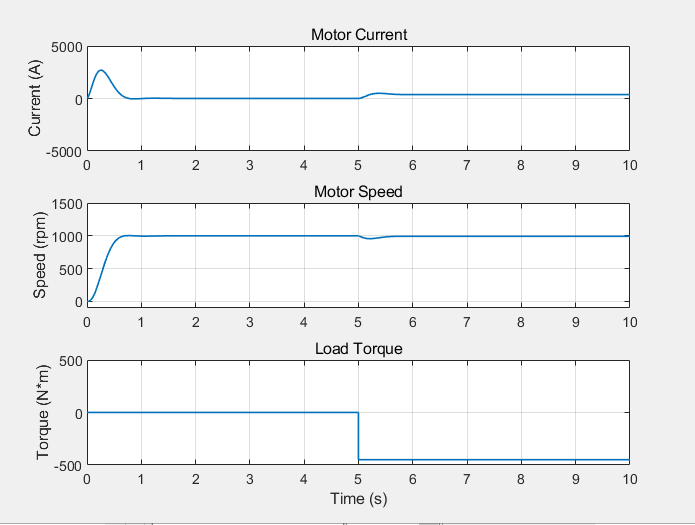 Motor Current
Current (A)
5000
0
-5000
0 1 2 3 4 5 6 7 8 9 10
Motor Speed
Speed (rpm)
1500
1000
500
0
0 1 2 3 4 5 6 7 8 9 10
Load Torque
Torque (N*m)
500
0
-500
0 1 2 3 4 5 6 7 8 9 10
Time (s)